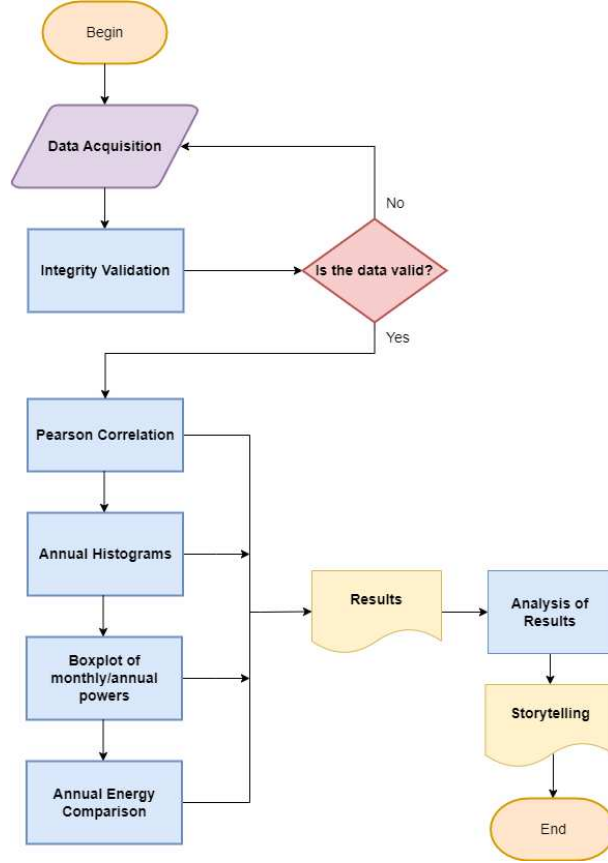 Begin
Data Acquisition
No
Integrity Validation
Is the data valid?
Yes
Pearson Correlation
Annual Histograms
Results
Analysis of
Results
Boxplot of
monthly/annual
powers
Storytelling
Annual Energy
Comparison
End